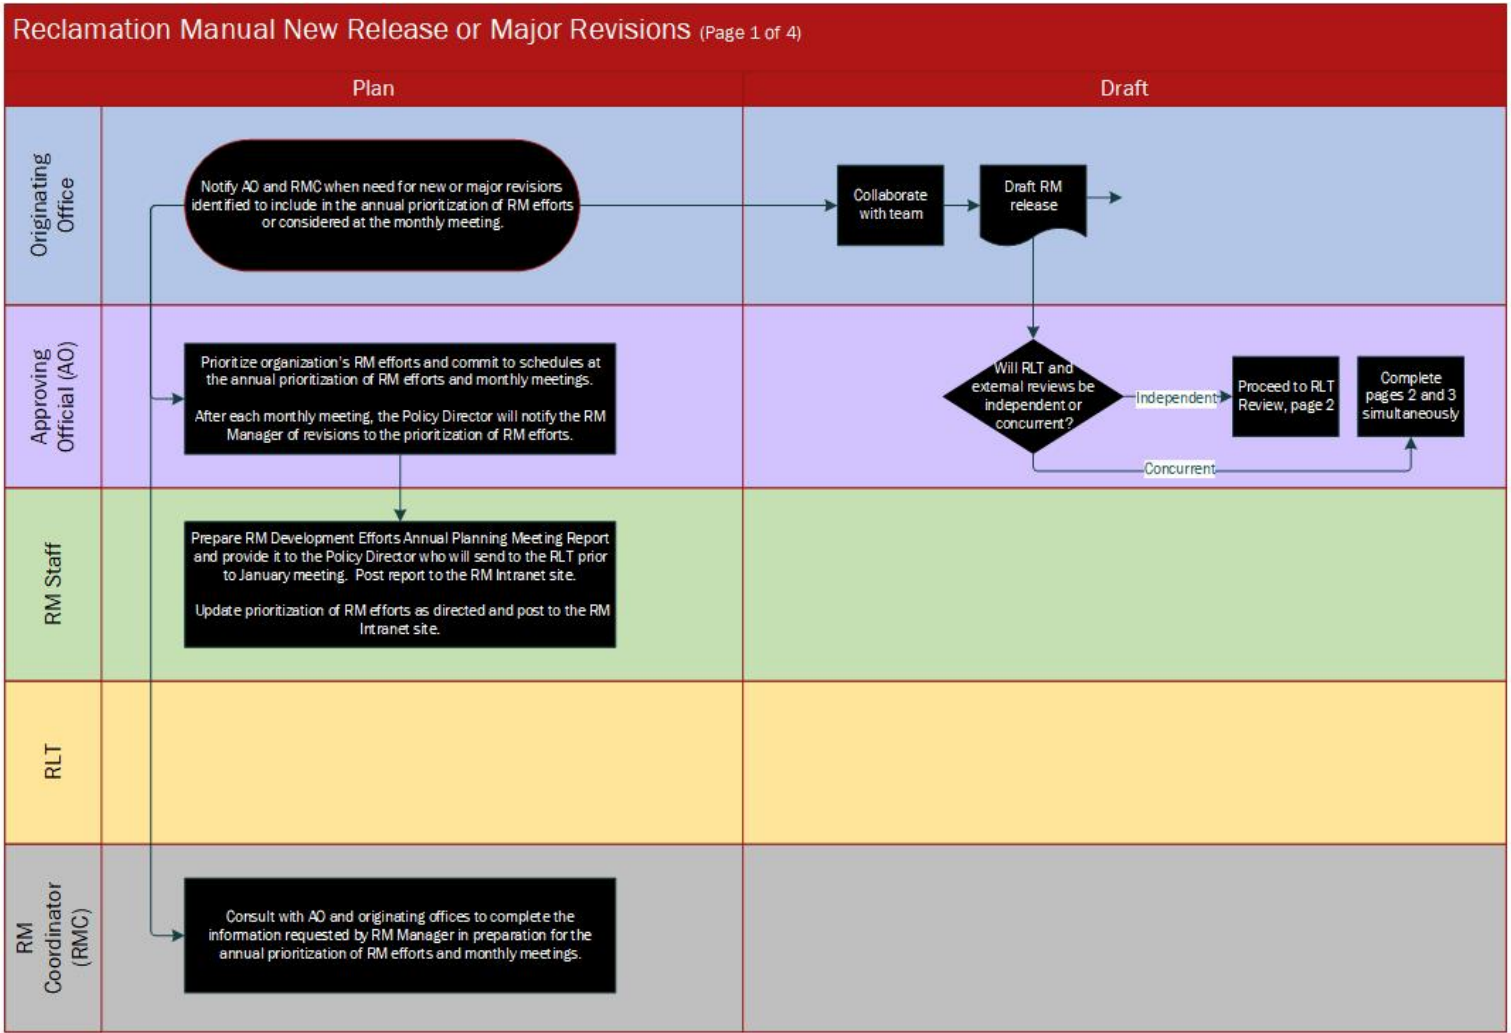 Reclamation Manual New Release or Major Revisions (Page 1 of 4)
Plan
Draft
Originating
Office
Notify AO and RMC when need for new or major revisions
identified to include in the annual prioritization of RM efforts
or considered at the monthly meeting.
Collaborate
with team
Draft RM
release
Approving
Official (AO)
Prioritize organization's RM efforts and commit to schedules at
the annual prioritization of RM efforts and monthly meetings.
After each monthly meeting, the Policy Director will notify the RM
Manager of revisions to the prioritization of RM efforts.
Will RLT and
external reviews be
independent or
concurrent?
Independent
Proceed to RLT
Review, page 2
Complete
pages 2 and 3
simultaneously
Concurrent
RM Staff
Prepare RM Development Efforts Annual Planning Meeting Report
and provide it to the Policy Director who will send to the RLT prior
to January meeting. Post report to the RM Intranet site.
Update prioritization of RM efforts as directed and post to the RM
Intranet site.
RLT
RM
Coordinator
(RMC)
Consult with AO and originating offices to complete the
information requested by RM Manager in preparation for the
annual prioritization of RM efforts and monthly meetings.